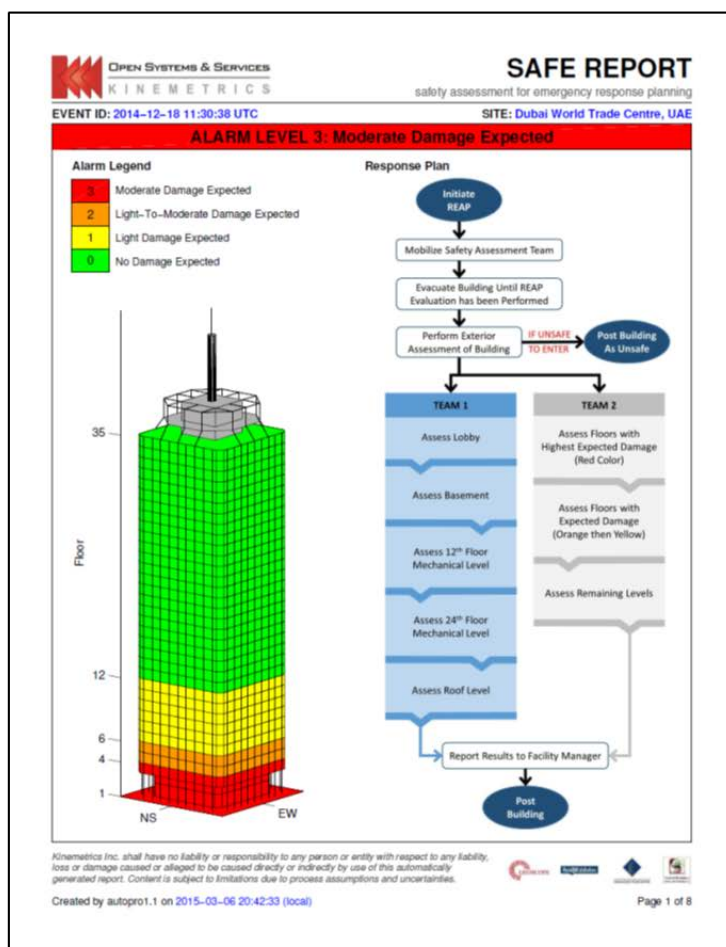 OPEN SYSTEMS & SERVICES
KINEMETRICS
SAFE REPORT
safety assessment for emergency response planning
EVENT ID: 2014-12-18 11:30:38 UTC
SITE: Dubai World Trade Centre, UAE
ALARM LEVEL 3: Moderate Damage Expected
Alarm Legend
3 Moderate Damage Expected
2 Light-To-Moderate Damage Expected
1 Light Damage Expected
0 No Damage Expected
35
Floor
12
6
4
1
NS
EW
Response Plan
Initiate
REAP
Mobilize Safety Assessment Team
Evacuate Building Until REAP
Evaluation has been Performed
Perform Exterior
Assessment of Building
IF UNSAFE
TO ENTER
Post Building
As Unsafe
TEAM 1
Assess Lobby
Assess Basement
Assess 12th Floor
Mechanical Level
Assess 24th Floor
Mechanical Level
Assess Roof Level
TEAM 2
Assess Floors with
Highest Expected Damage
(Red Color)
Assess Floors with
Expected Damage
(Orange then Yellow)
Assess Remaining Levels
Report Results to Facility Manager
Post
Building
Kinemetrics Inc. shall have no liability or responsibility to any person or entity with respect to any liability,
loss or damage caused or alleged to be caused directly or indirectly by use of this automatically
generated report. Content is subject to limitations due to process assumptions and uncertainties.
Created by autopro1.1 on 2015-03-06 20:42:33 (local)
Page 1 of 8